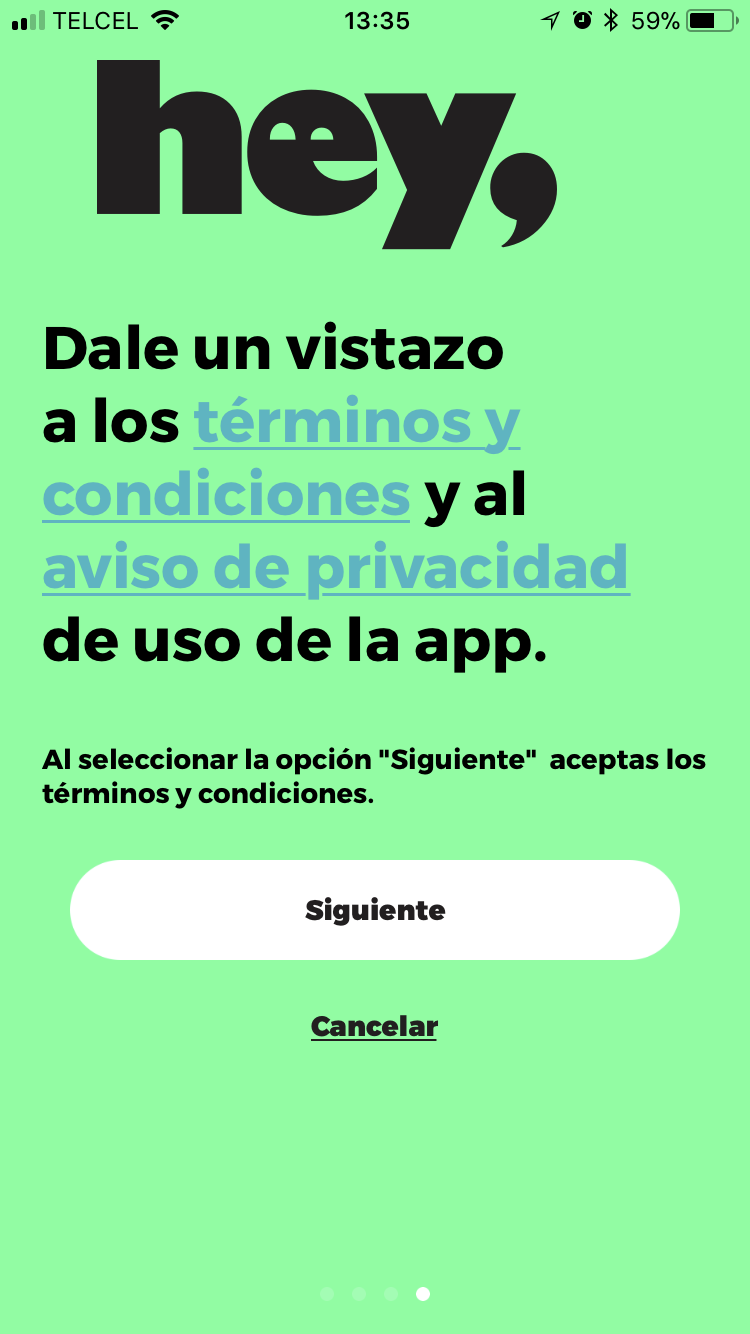 TELCEL 13:35 59%
hey,
Dale un vistazo
a los términos y
condiciones y al
aviso de privacidad
de uso de la app.
Al seleccionar la opción "Siguiente"  aceptas los
términos y condiciones.
Siguiente
Cancelar